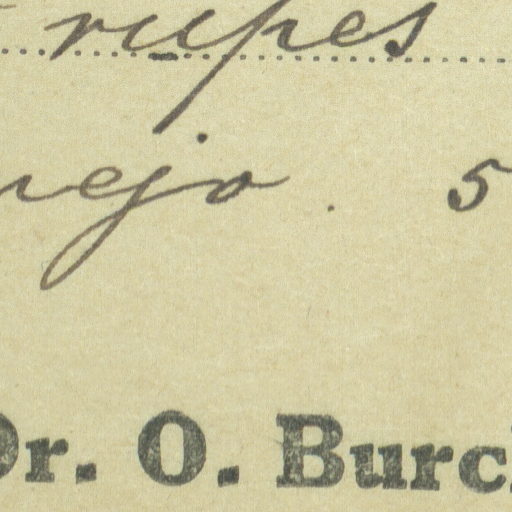 rupes
nejo. 5
Dr. O. Burc